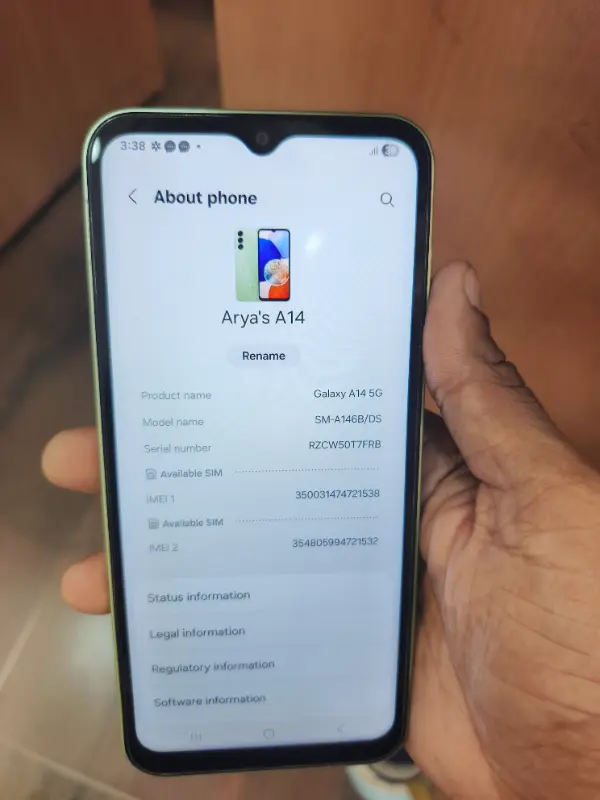 3:38
About phone
Arya's A14
Rename
Product name Galaxy A14 5G
Model name SM-A146B/DS
Serial number RZCW50T7FRB
Available SIM
IMEI 1 350031474721538
Available SIM
IMEI 2 354805994721532
Status information
Legal information
Regulatory information
Software information